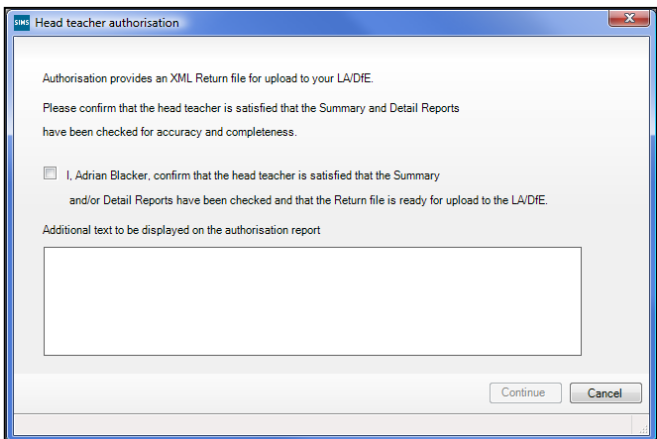 SIMS Head teacher authorisation
Authorisation provides an XML Return file for upload to your LA/DfE.
Please confirm that the head teacher is satisfied that the Summary and Detail Reports
have been checked for accuracy and completeness.
I, Adrian Blacker, confirm that the head teacher is satisfied that the Summary
and/or Detail Reports have been checked and that the Return file is ready for upload to the LA/DfE.
Additional text to be displayed on the authorisation report
Continue Cancel